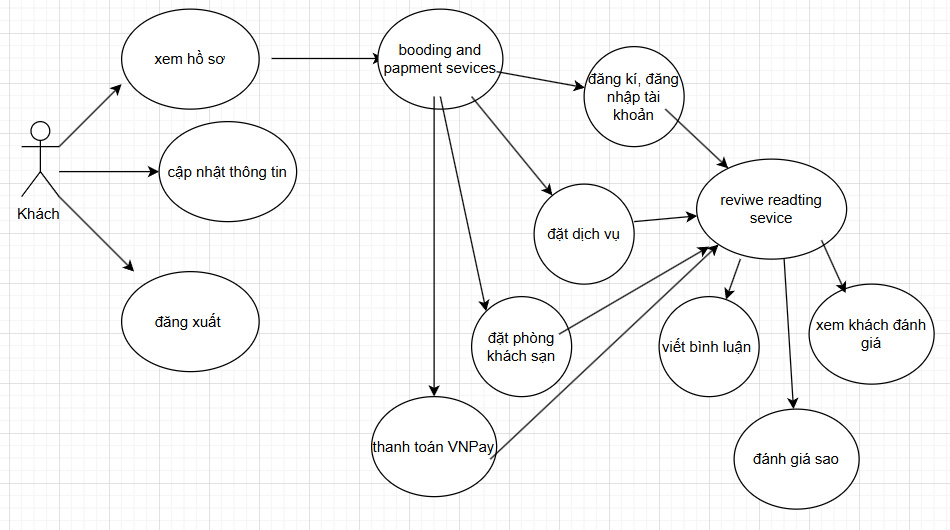 xem hồ sơ
booding and
papment sevices
đăng kí, đăng
nhập tài
khoản
cập nhật thông tin
Khách
reviwe readting
sevice
đặt dịch vụ
đăng xuất
đặt phòng
khách sạn
viết bình luận
xem khách đánh
giá
thanh toán VNPay
đánh giá sao